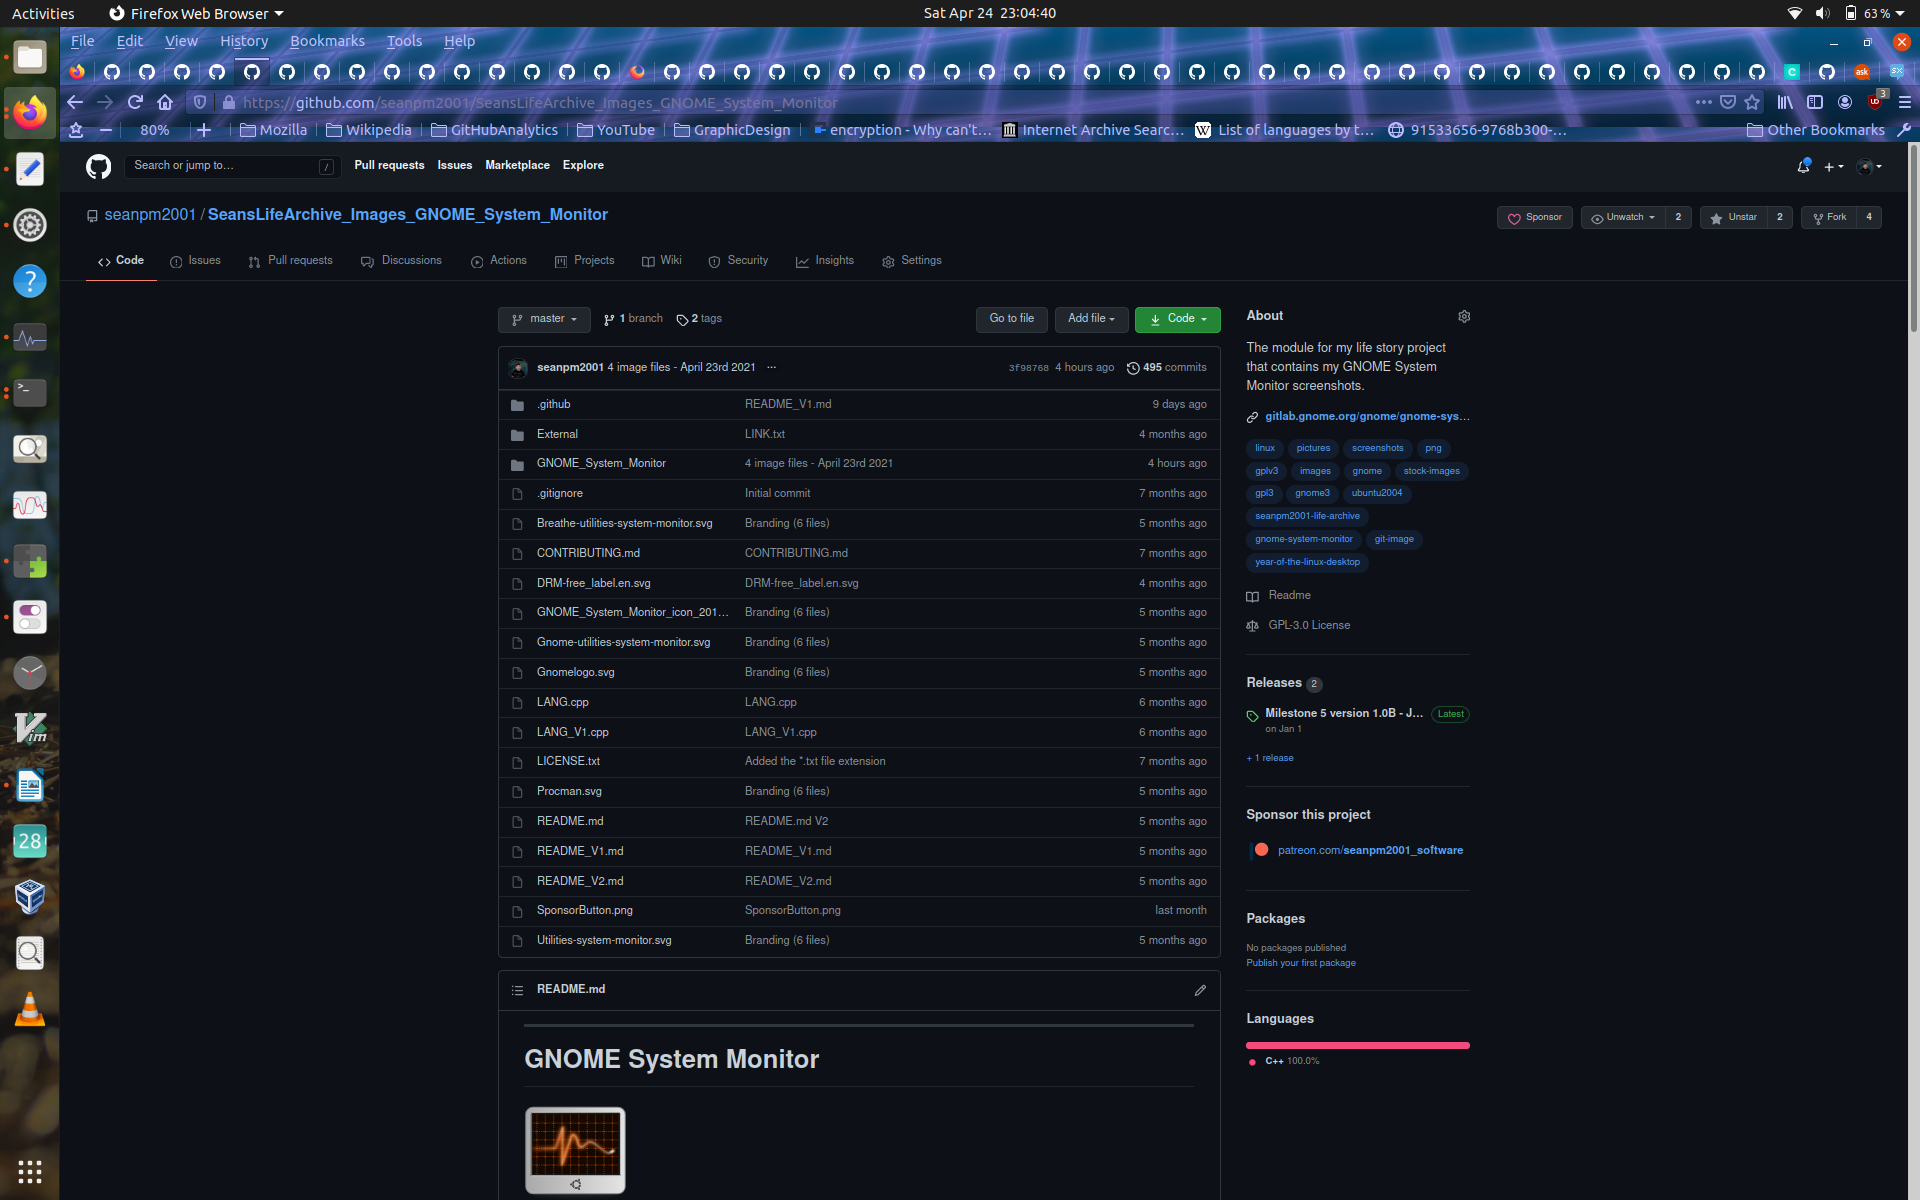 Activities Firefox Web Browser Sat Apr 24 23:04:40 63 %
File Edit View History Bookmarks Tools Help
https://github.com/seanpm2001/SeansLifeArchive_Images_GNOME_System_Monitor 3
80% Mozilla Wikipedia GitHubAnalytics YouTube GraphicDesign encryption - Why can't… Internet Archive Searc… List of languages by t… 91533656-9768b300-… Other Bookmarks
Search or jump to… / Pull requests Issues Marketplace Explore
seanpm2001 / SeansLifeArchive_Images_GNOME_System_Monitor Sponsor Unwatch 2 Unstar 2 Fork 4
Code Issues Pull requests Discussions Actions Projects Wiki Security Insights Settings
master 1 branch 2 tags Go to file Add file Code
seanpm2001 4 image files - April 23rd 2021 ... 3f98768 4 hours ago 495 commits
.github README_V1.md 9 days ago
External LINK.txt 4 months ago
GNOME_System_Monitor 4 image files - April 23rd 2021 4 hours ago
.gitignore Initial commit 7 months ago
Breathe-utilities-system-monitor.svg Branding (6 files) 5 months ago
CONTRIBUTING.md CONTRIBUTING.md 7 months ago
DRM-free_label.en.svg DRM-free_label.en.svg 4 months ago
GNOME_System_Monitor_icon_201… Branding (6 files) 5 months ago
Gnome-utilities-system-monitor.svg Branding (6 files) 5 months ago
Gnomelogo.svg Branding (6 files) 5 months ago
LANG.cpp LANG.cpp 6 months ago
LANG_V1.cpp LANG_V1.cpp 6 months ago
LICENSE.txt Added the *.txt file extension 7 months ago
Procman.svg Branding (6 files) 5 months ago
README.md README.md V2 5 months ago
README_V1.md README_V1.md 5 months ago
README_V2.md README_V2.md 5 months ago
SponsorButton.png SponsorButton.png last month
Utilities-system-monitor.svg Branding (6 files) 5 months ago
README.md
GNOME System Monitor
About
The module for my life story project
that contains my GNOME System
Monitor screenshots.
gitlab.gnome.org/gnome/gnome-sys…
linux pictures screenshots png
gplv3 images gnome stock-images
gpl3 gnome3 ubuntu2004
seanpm2001-life-archive
gnome-system-monitor git-image
year-of-the-linux-desktop
Readme
GPL-3.0 License
Releases 2
Milestone 5 version 1.0B - J… Latest
on Jan 1
+ 1 release
Sponsor this project
patreon.com/seanpm2001_software
Packages
No packages published
Publish your first package
Languages
C++ 100.0%
28
Vim
ask